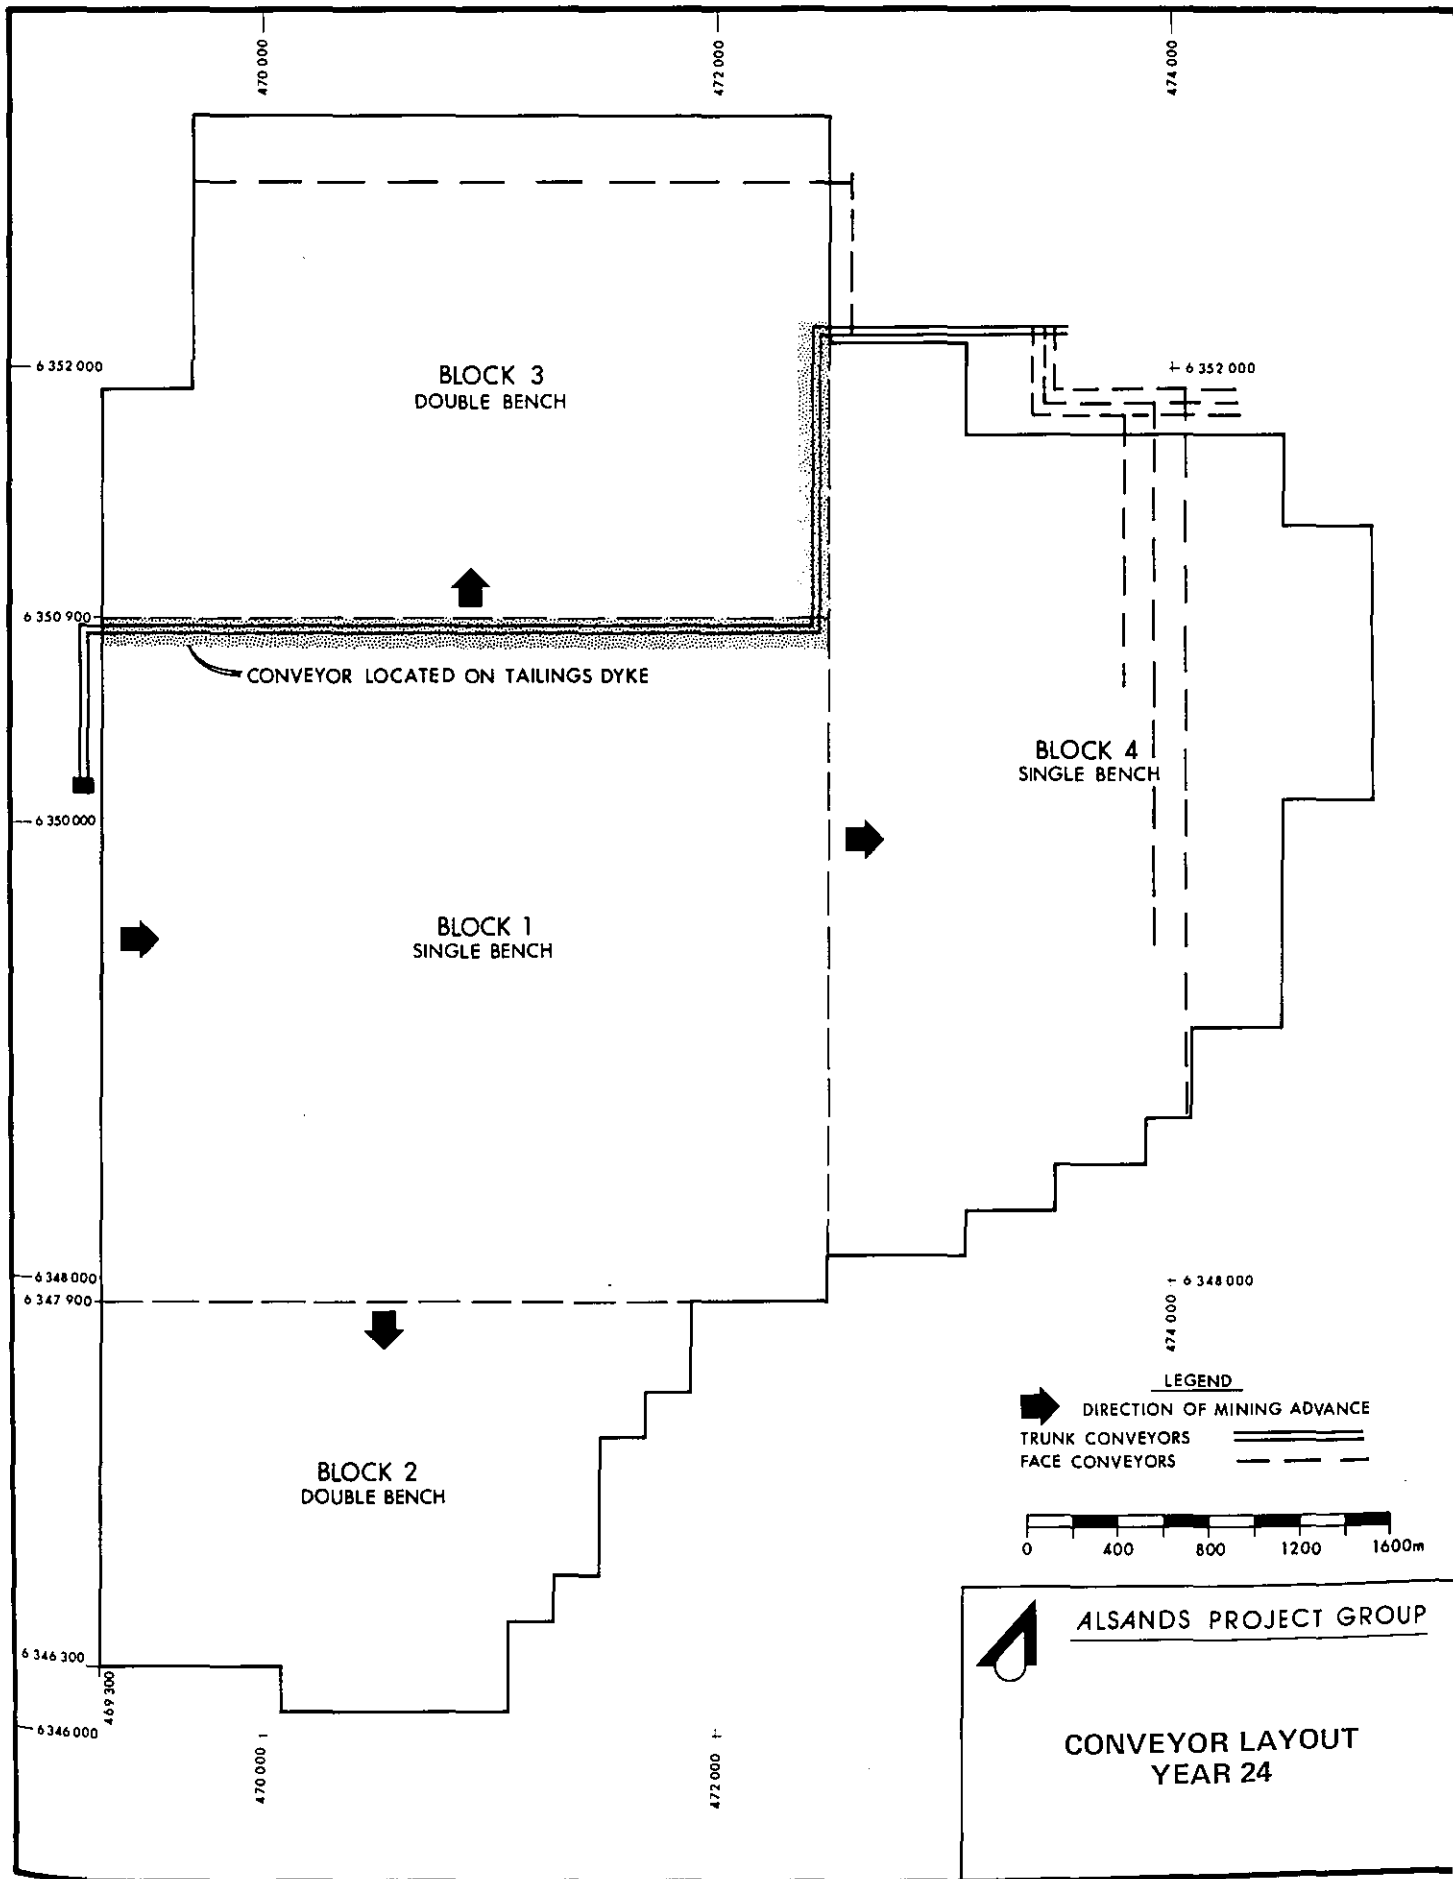 470 000
472 000
474 000
6 352 000
6 352 000
BLOCK 3
DOUBLE BENCH
6 350 900
CONVEYOR LOCATED ON TAILINGS DYKE
BLOCK 4
SINGLE BENCH
6 350 000
BLOCK 1
SINGLE BENCH
6 348 000
6 348 000
6 347 900
474 000
LEGEND
DIRECTION OF MINING ADVANCE
TRUNK CONVEYORS
FACE CONVEYORS
BLOCK 2
DOUBLE BENCH
0 400 800 1200 1600m
ALSANDS PROJECT GROUP
6 346 300
469 300
6 346 000
470 000
472 000
CONVEYOR LAYOUT
YEAR 24